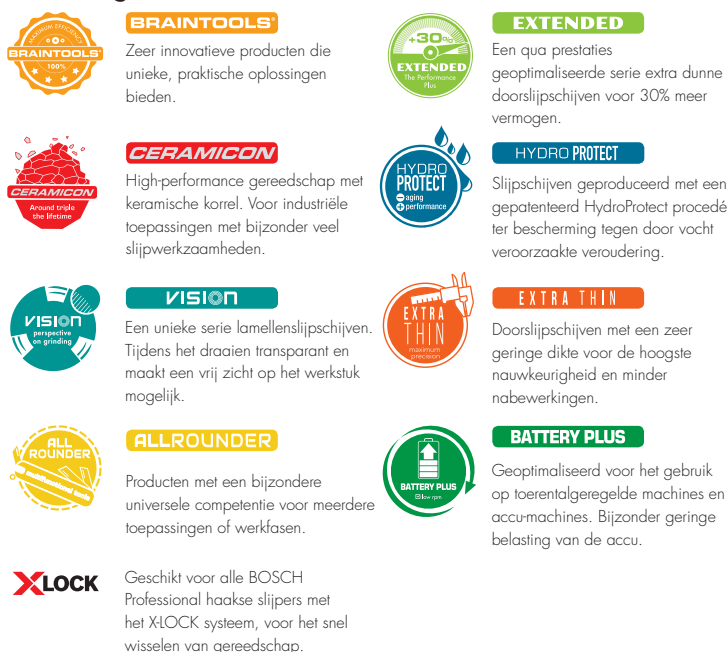 MAXIMUM EFFICIENCY
BRAINTOOLS®
100%
BRAINTOOLS®
Zeer innovatieve producten die
unieke, praktische oplossingen
bieden.
CERAMICON
Around triple
the lifetime
CERAMICON
High-performance gereedschap met
keramische korrel. Voor industriële
toepassingen met bijzonder veel
slijpwerkzaamheden.
VISION
perspective
on grinding
VISION
Een unieke serie lamellenslijpschijven.
Tijdens het draaien transparant en
maakt een vrij zicht op het werkstuk
mogelijk.
ALL
ROUNDER
ALLROUNDER
Producten met een bijzondere
universele competentie voor meerdere
toepassingen of werkfasen.
X-LOCK
Geschikt voor alle BOSCH
Professional haakse slijpers met
het X-LOCK systeem, voor het snel
wisselen van gereedschap.
+30%
EXTENDED
The Performance
Plus
EXTENDED
Een qua prestaties
geoptimaliseerde serie extra dunne
doorslijpschijven voor 30% meer
vermogen.
HYDRO
PROTECT
aging
performance
HYDRO PROTECT
Slijpschijven geproduceerd met een
gepatenteerd HydroProtect procedé
ter bescherming tegen door vocht
veroorzaakte veroudering.
EXTRA
THIN
maximum
precision
EXTRA THIN
Doorslijpschijven met een zeer
geringe dikte voor de hoogste
nauwkeurigheid en minder
nabewerkingen.
BATTERY PLUS
low rpm
BATTERY PLUS
Geoptimaliseerd voor het gebruik
op toerentalgeregelde machines en
accu-machines. Bijzonder geringe
belasting van de accu.